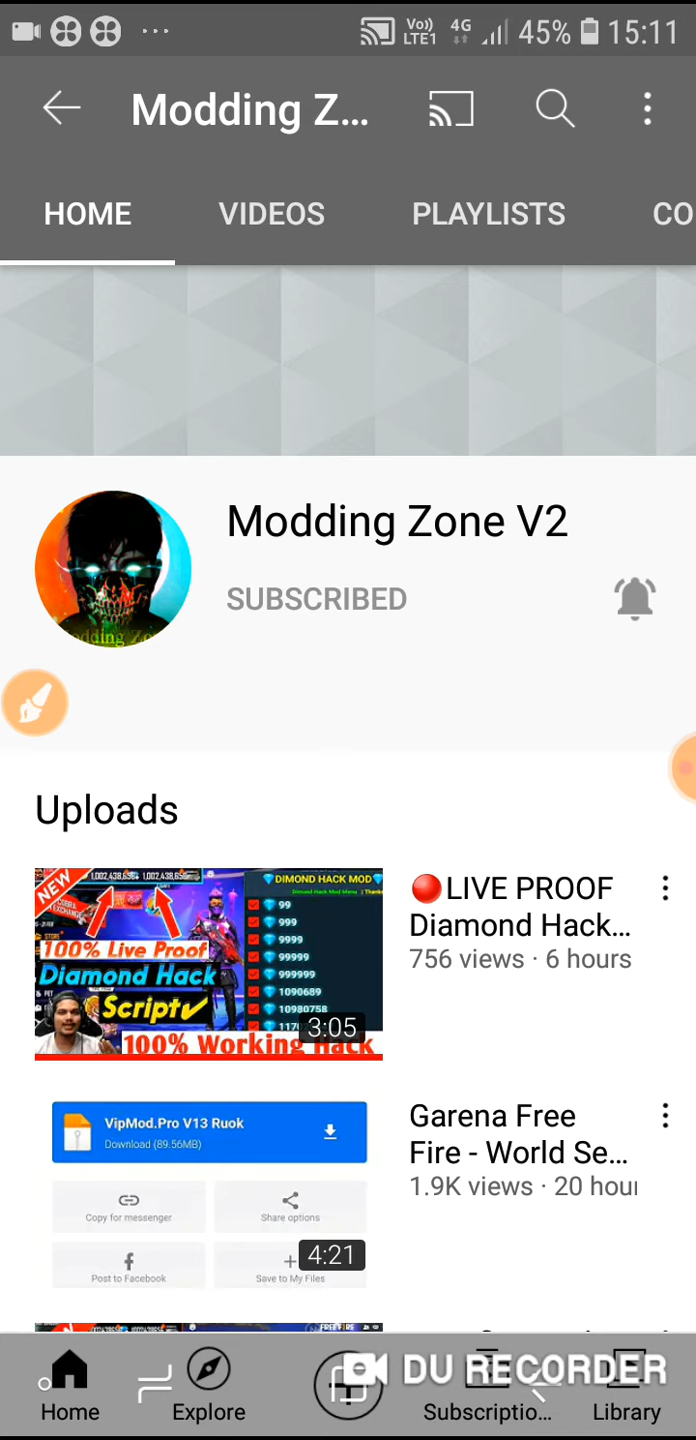 Vo)) LTE1 4G 45% 15:11
Modding Z...
HOME VIDEOS PLAYLISTS CO
Modding Zone V2
SUBSCRIBED
Uploads
NEW
DIMOND HACK MOD
100% Live Proof
Diamond Hack
Script
100% Working Hack
99
999
9999
99999
999999
1090689
10980758
3:05
🔴LIVE PROOF
Diamond Hack...
756 views · 6 hours
VipMod.Pro V13 Ruok
Download (89.56MB)
Copy for messenger
Share options
Post to Facebook
Save to My Files
4:21
Garena Free
Fire - World Se...
1.9K views · 20 hour
DU RECORDER
Home Explore Subscriptio... Library